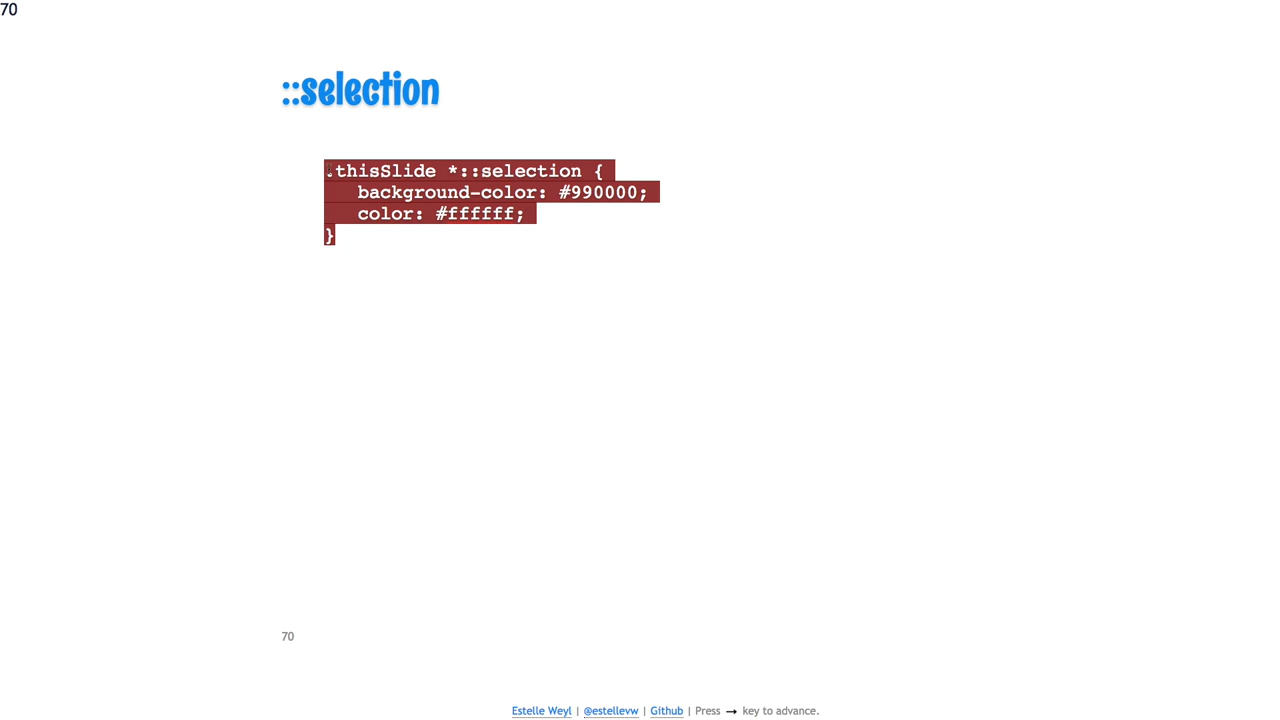 70
::selection
.thisSlide *::selection {
   background-color: #990000;
   color: #ffffff;
}
70
Estelle Weyl | @estellevw | Github | Press → key to advance.